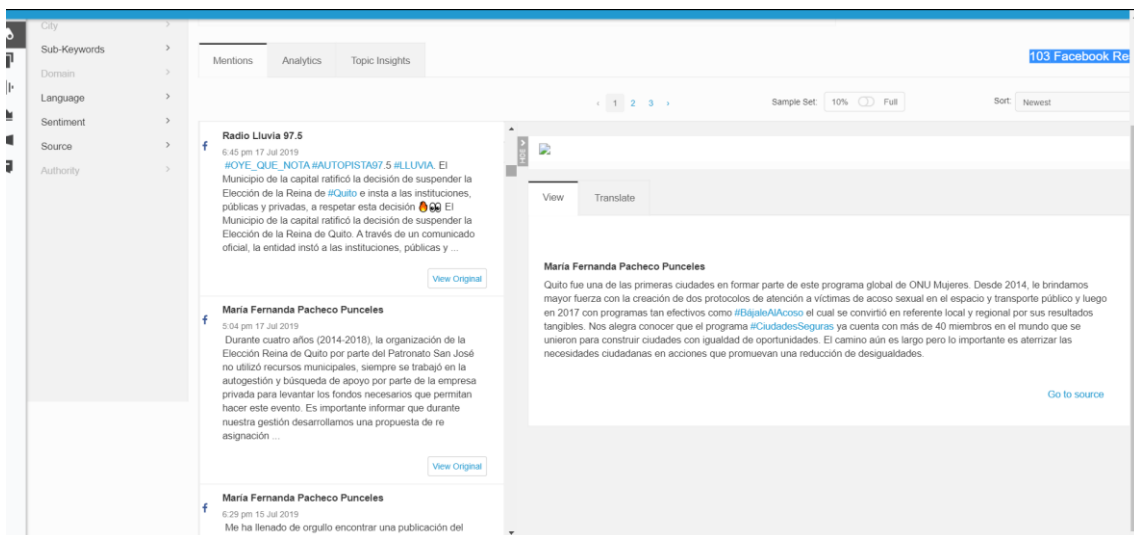 City
Sub-Keywords
Domain
Language
Sentiment
Source
Authority
Mentions
Analytics
Topic Insights
103 Facebook Re
1 2 3
Sample Set: 10% Full
Sort: Newest
Radio Lluvia 97.5
6:45 pm 17 Jul 2019
#OYE_QUE_NOTA #AUTOPISTA97.5 #LLUVIA. El
Municipio de la capital ratificó la decisión de suspender la
Elección de la Reina de #Quito e insta a las instituciones,
públicas y privadas, a respetar esta decisión 🔥👀 El
Municipio de la capital ratificó la decisión de suspender la
Elección de la Reina de Quito. A través de un comunicado
oficial, la entidad instó a las instituciones, públicas y ...
View Original
María Fernanda Pacheco Punceles
5:04 pm 17 Jul 2019
Durante cuatro años (2014-2018), la organización de la
Elección Reina de Quito por parte del Patronato San José
no utilizó recursos municipales, siempre se trabajó en la
autogestión y búsqueda de apoyo por parte de la empresa
privada para levantar los fondos necesarios que permitan
hacer este evento. Es importante informar que durante
nuestra gestión desarrollamos una propuesta de re
asignación ...
View Original
María Fernanda Pacheco Punceles
6:29 pm 15 Jul 2019
Me ha llenado de orgullo encontrar una publicación del
HIDE
View
Translate
María Fernanda Pacheco Punceles
Quito fue una de las primeras ciudades en formar parte de este programa global de ONU Mujeres. Desde 2014, le brindamos
mayor fuerza con la creación de dos protocolos de atención a víctimas de acoso sexual en el espacio y transporte público y luego
en 2017 con programas tan efectivos como #BájaleAlAcoso el cual se convirtió en referente local y regional por sus resultados
tangibles. Nos alegra conocer que el programa #CiudadesSeguras ya cuenta con más de 40 miembros en el mundo que se
unieron para construir ciudades con igualdad de oportunidades. El camino aún es largo pero lo importante es aterrizar las
necesidades ciudadanas en acciones que promuevan una reducción de desigualdades.
Go to source